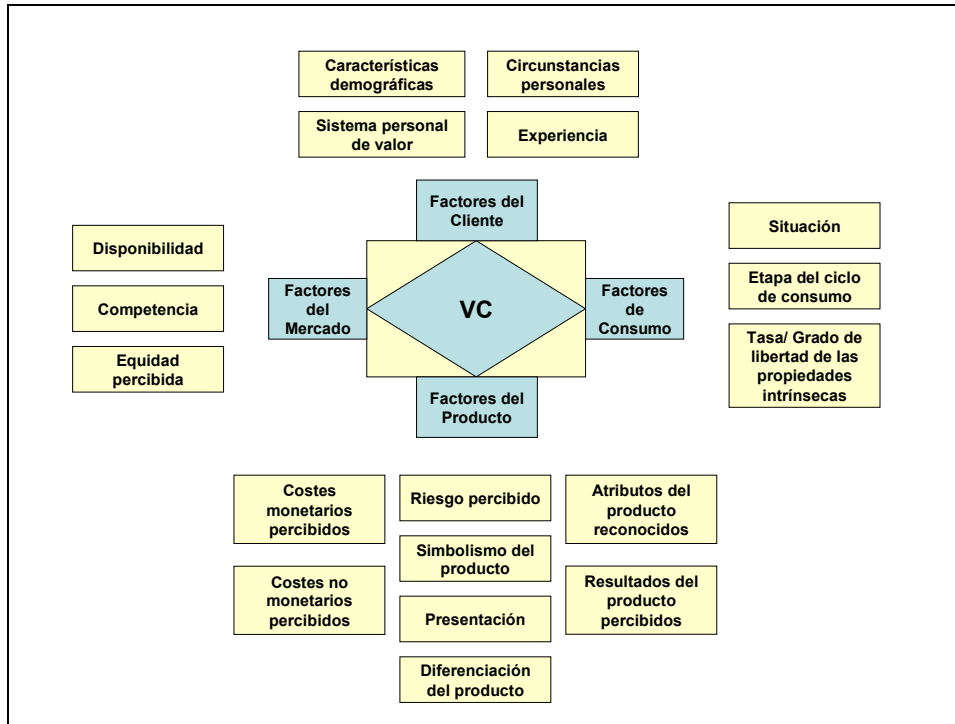 Características
demográficas
Circunstancias
personales
Sistema personal
de valor
Experiencia
Factores del
Cliente
Disponibilidad
Competencia
Equidad
percibida
Factores
del
Mercado
VC
Factores
de
Consumo
Situación
Etapa del ciclo
de consumo
Tasa/ Grado de
libertad de las
propiedades
intrínsecas
Factores del
Producto
Costes
monetarios
percibidos
Costes no
monetarios
percibidos
Riesgo percibido
Simbolismo del
producto
Presentación
Diferenciación
del producto
Atributos del
producto
reconocidos
Resultados del
producto
percibidos